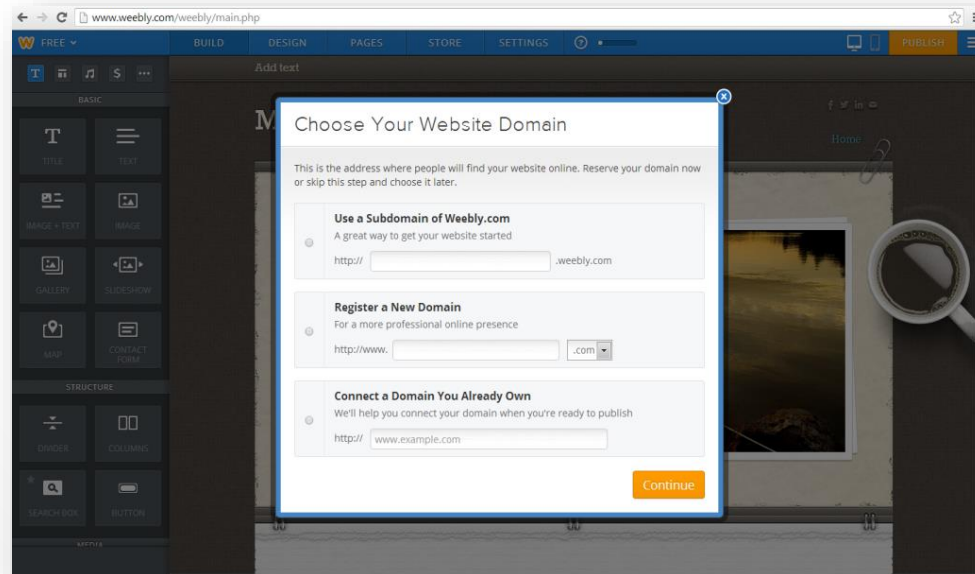 www.weebly.com/weebly/main.php
FREE
BUILD
DESIGN
PAGES
STORE
SETTINGS
PUBLISH
Add text
BASIC
TITLE
TEXT
IMAGE + TEXT
IMAGE
GALLERY
SLIDESHOW
MAP
CONTACT
FORM
STRUCTURE
DIVIDER
COLUMNS
SEARCH BOX
BUTTON
MEDIA
M
Home
Choose Your Website Domain
This is the address where people will find your website online. Reserve your domain now
or skip this step and choose it later.
Use a Subdomain of Weebly.com
A great way to get your website started
http://
.weebly.com
Register a New Domain
For a more professional online presence
http://www.
.com
Connect a Domain You Already Own
We'll help you connect your domain when you're ready to publish
http://
www.example.com
Continue